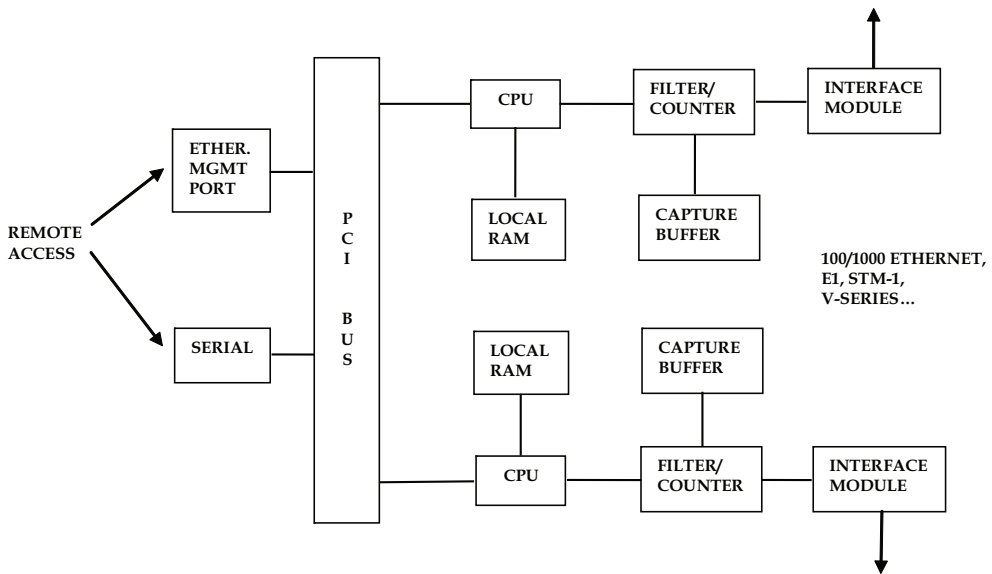 REMOTE
ACCESS
ETHER.
MGMT
PORT
SERIAL
P
C
I
B
U
S
CPU
FILTER/
COUNTER
INTERFACE
MODULE
LOCAL
RAM
CAPTURE
BUFFER
100/1000 ETHERNET,
E1, STM-1,
V-SERIES...
LOCAL
RAM
CAPTURE
BUFFER
CPU
FILTER/
COUNTER
INTERFACE
MODULE